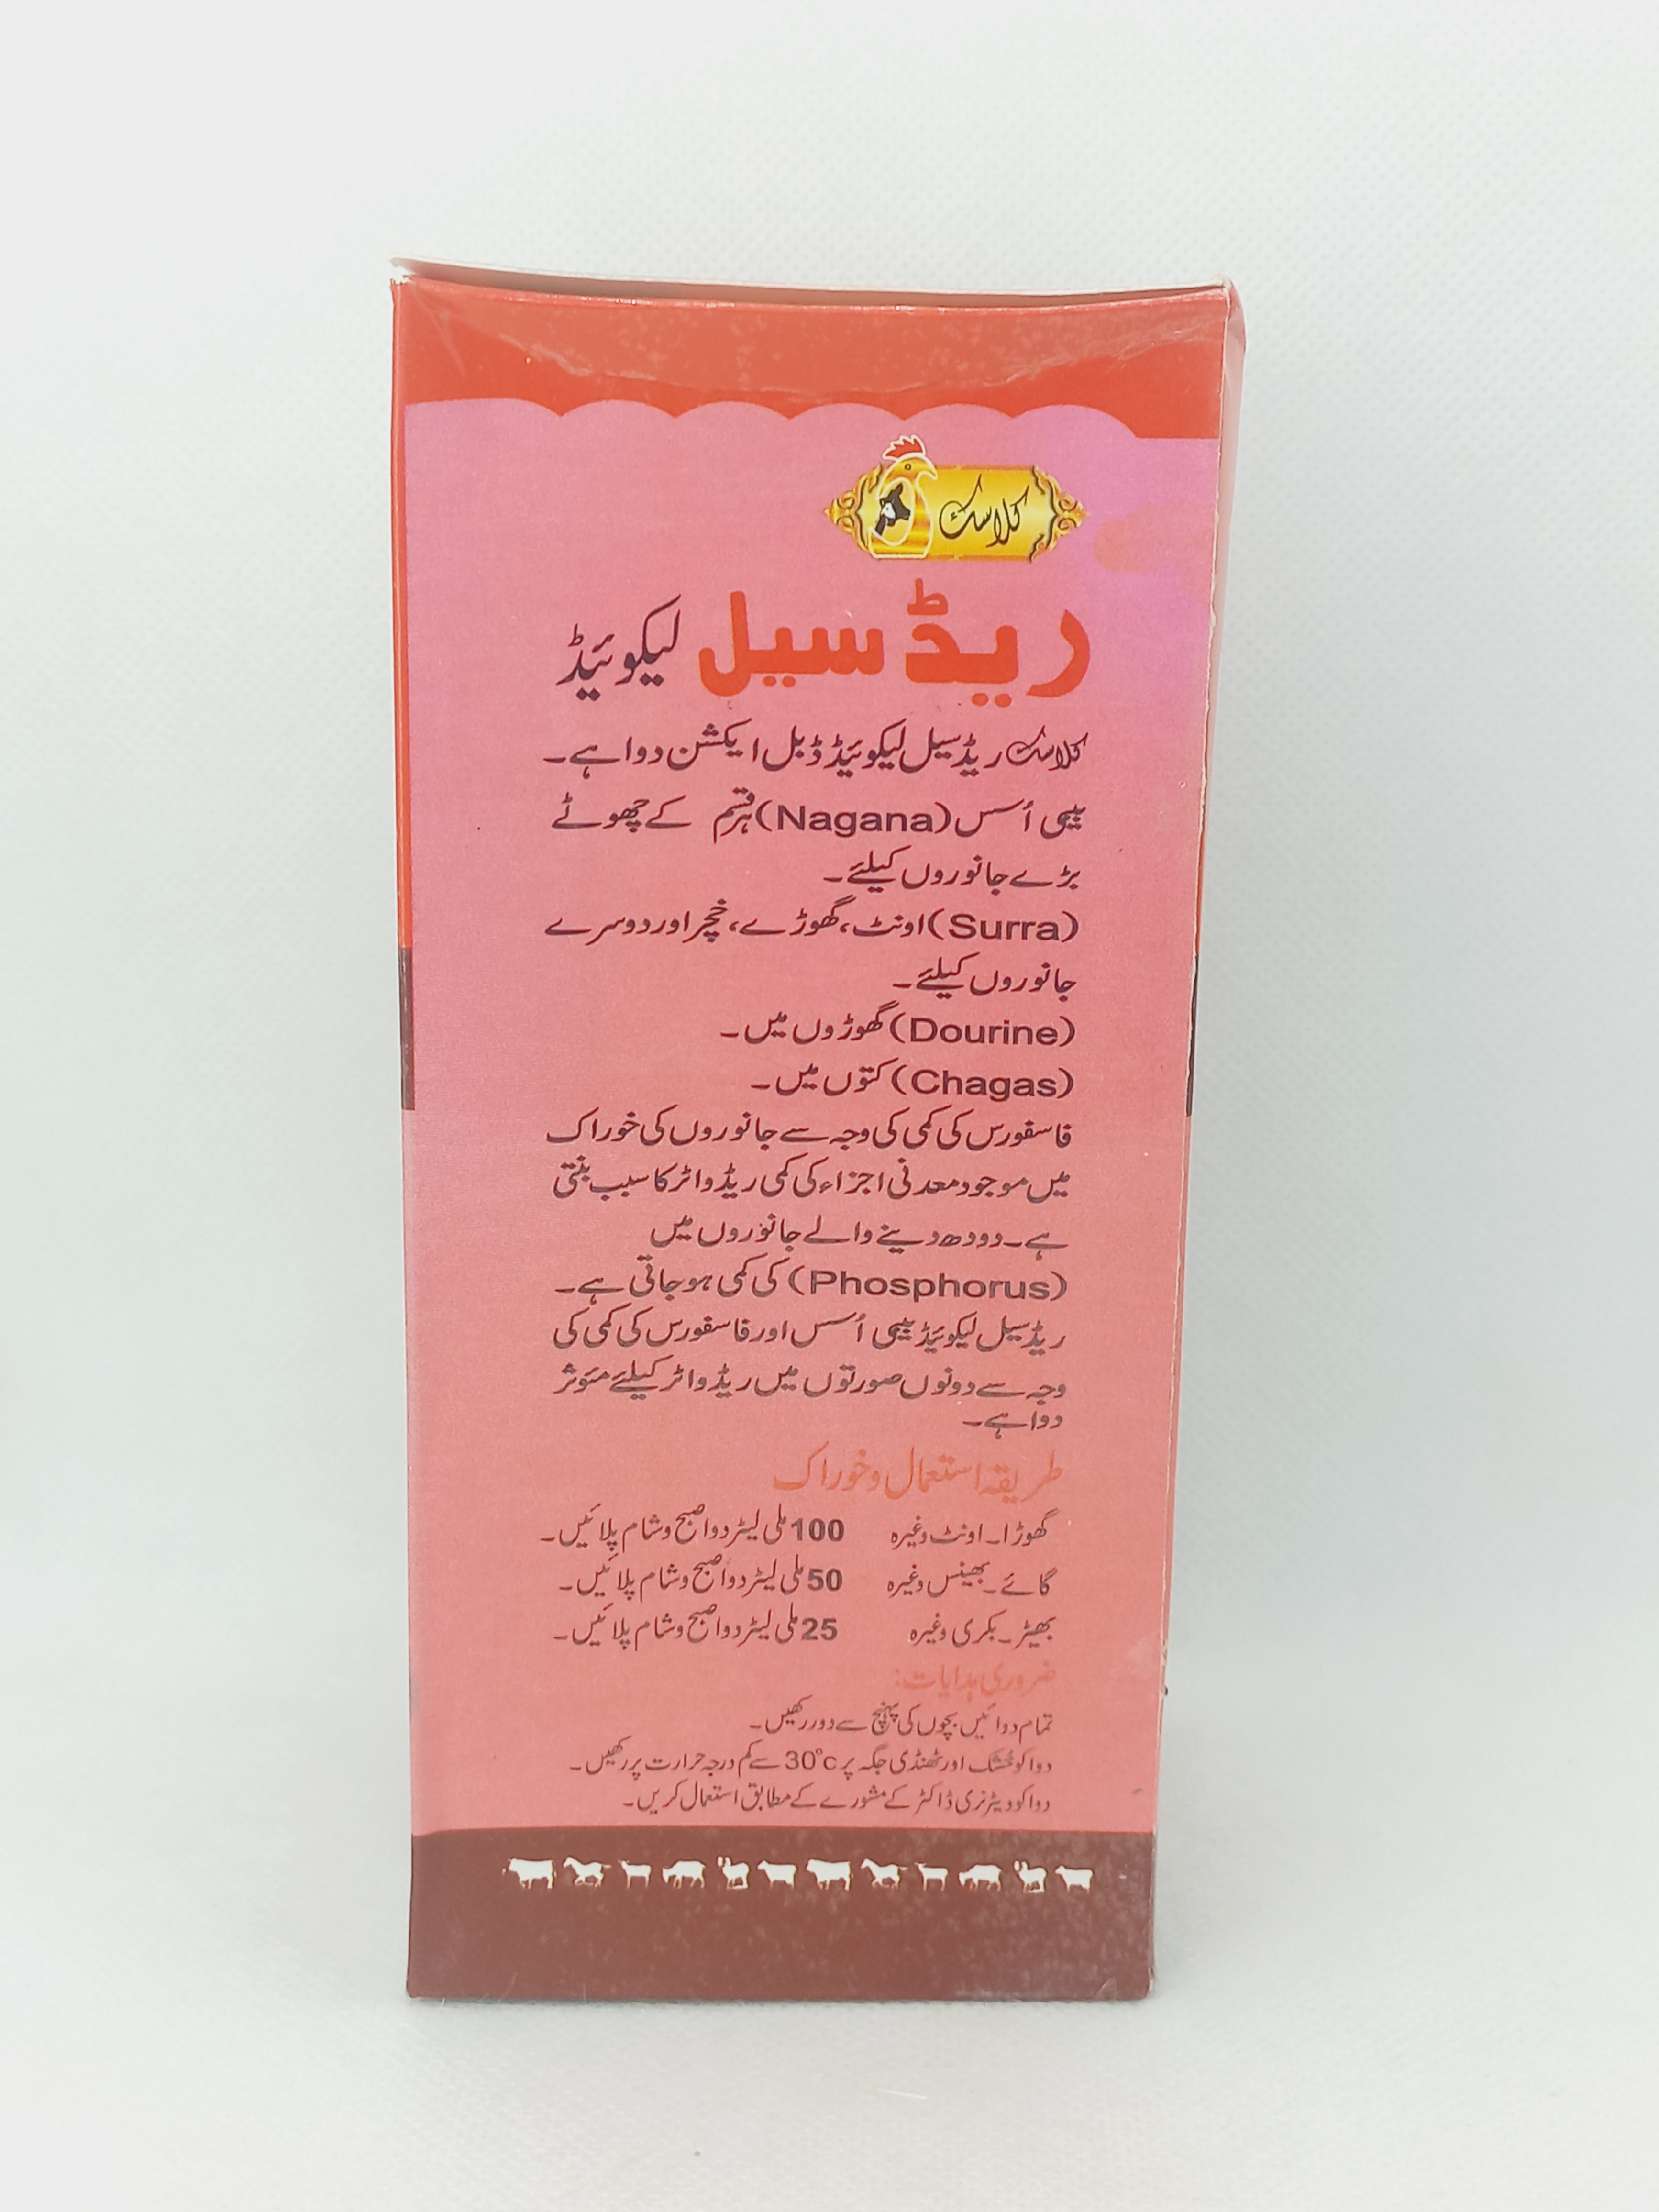 کلاسک
ریڈ سیل لیکوئیڈ
کلاسک ریڈ سیل لیکوئیڈ ڈبل ایکشن دوا ہے۔
بیبی اُسس (Nagana) ہر قسم کے چھوٹے
بڑے جانوروں کیلئے۔
(Surra) اونٹ، گھوڑے، خچر اور دوسرے
جانوروں کیلئے۔
(Dourine) گھوڑوں میں۔
(Chagas) کتوں میں۔
فاسفورس کی کمی کی وجہ سے جانوروں کی خوراک
میں موجود معدنی اجزاء کی کمی ریڈ واٹر کا سبب بنتی
ہے۔ دودھ دینے والے جانوروں میں
(Phosphorus) کی کمی ہو جاتی ہے۔
ریڈ سیل لیکوئیڈ بیبی اُسس اور فاسفورس کی کمی کی
وجہ سے دونوں صورتوں میں ریڈ واٹر کیلئے مئوثر
دوا ہے۔
طریقہ استعمال و خوراک
گھوڑا۔ اونٹ وغیرہ 100 ملی لیٹر دوا صبح و شام پلائیں۔
گائے۔ بھینس وغیرہ 50 ملی لیٹر دوا صبح و شام پلائیں۔
بھیڑ۔ بکری وغیرہ 25 ملی لیٹر دوا صبح و شام پلائیں۔
ضروری ہدایات:
تمام دوائیں بچوں کی پہنچ سے دور رکھیں۔
دوا کو خشک اور ٹھنڈی جگہ پر 30°c سے کم درجہ حرارت پر رکھیں۔
دوا کو ویٹرنری ڈاکٹر کے مشورے کے مطابق استعمال کریں۔